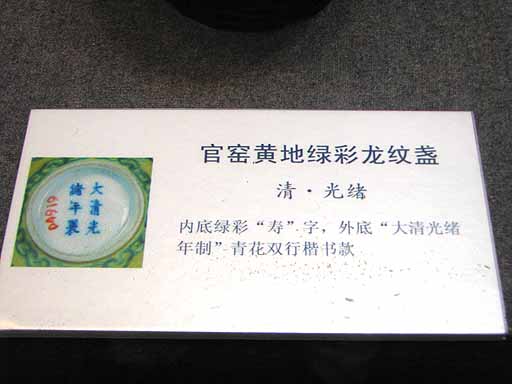 官窑黄地绿彩龙纹盏
清·光绪
内底绿彩“寿”字，外底“大清光绪
年制”青花双行楷书款
大清光
緒年製
04919